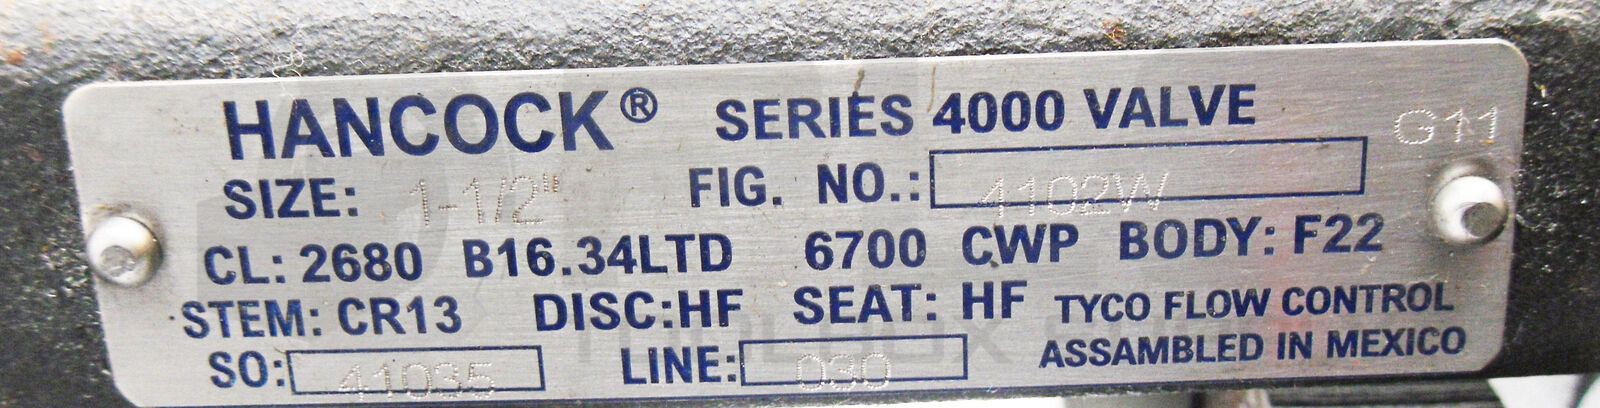 HANCOCK® SERIES 4000 VALVE G11
SIZE: 1-1/2" FIG. NO.: 4102W
CL: 2680 B16.34LTD 6700 CWP BODY: F22
STEM: CR13 DISC:HF SEAT: HF TYCO FLOW CONTROL
SO: 41035 LINE: 030 ASSEMBLED IN MEXICO